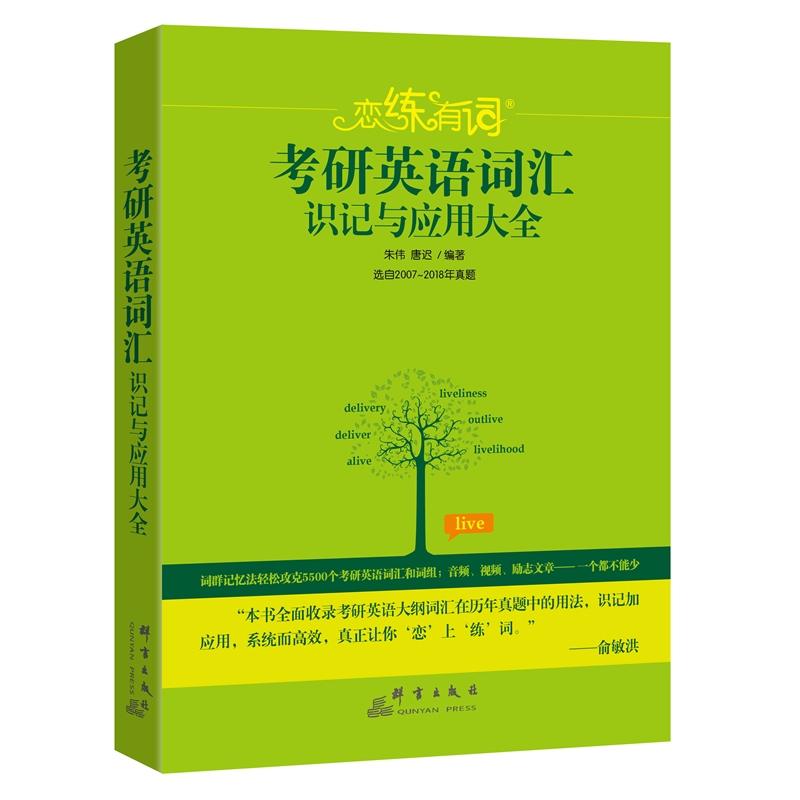 恋练有词®
考研英语词汇
识记与应用大全
朱伟 唐迟 / 编著
选自2007~2018年真题
liveliness
delivery
outlive
deliver
livelihood
alive
live
词群记忆法轻松攻克5500个考研英语词汇和词组；音频、视频、励志文章—— 一个都不能少
“本书全面收录考研英语大纲词汇在历年真题中的用法，识记加
应用，系统而高效，真正让你‘恋’上‘练’词。”
——俞敏洪
群言出版社
QUNYAN PRESS
考研英语词汇
识记与应用大全
群言出版社
QUNYAN PRESS